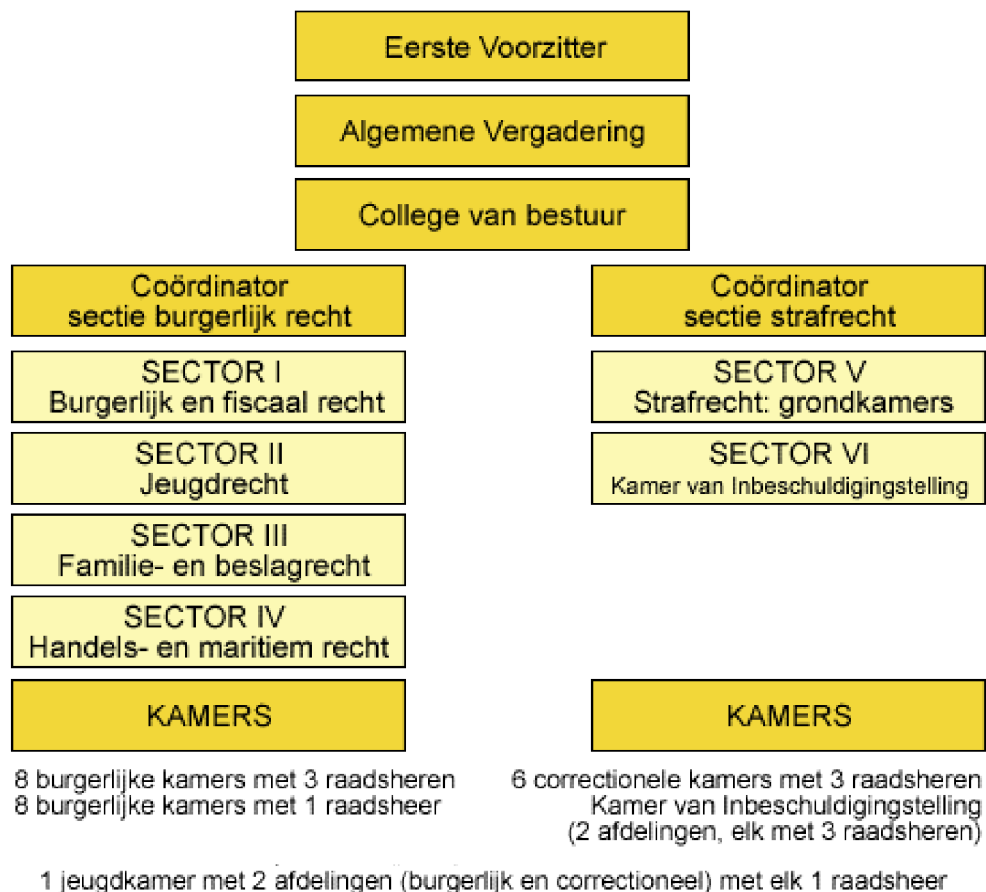 Eerste Voorzitter
Algemene Vergadering
College van bestuur
Coördinator
sectie burgerlijk recht
SECTOR I
Burgerlijk en fiscaal recht
SECTOR II
Jeugdrecht
SECTOR III
Familie- en beslagrecht
SECTOR IV
Handels- en maritiem recht
KAMERS
8 burgerlijke kamers met 3 raadsheren
8 burgerlijke kamers met 1 raadsheer
Coördinator
sectie strafrecht
SECTOR V
Strafrecht: grondkamers
SECTOR VI
Kamer van Inbeschuldigingstelling
KAMERS
6 correctionele kamers met 3 raadsheren
Kamer van Inbeschuldigingstelling
(2 afdelingen, elk met 3 raadsheren)
1 jeugdkamer met 2 afdelingen (burgerlijk en correctioneel) met elk 1 raadsheer